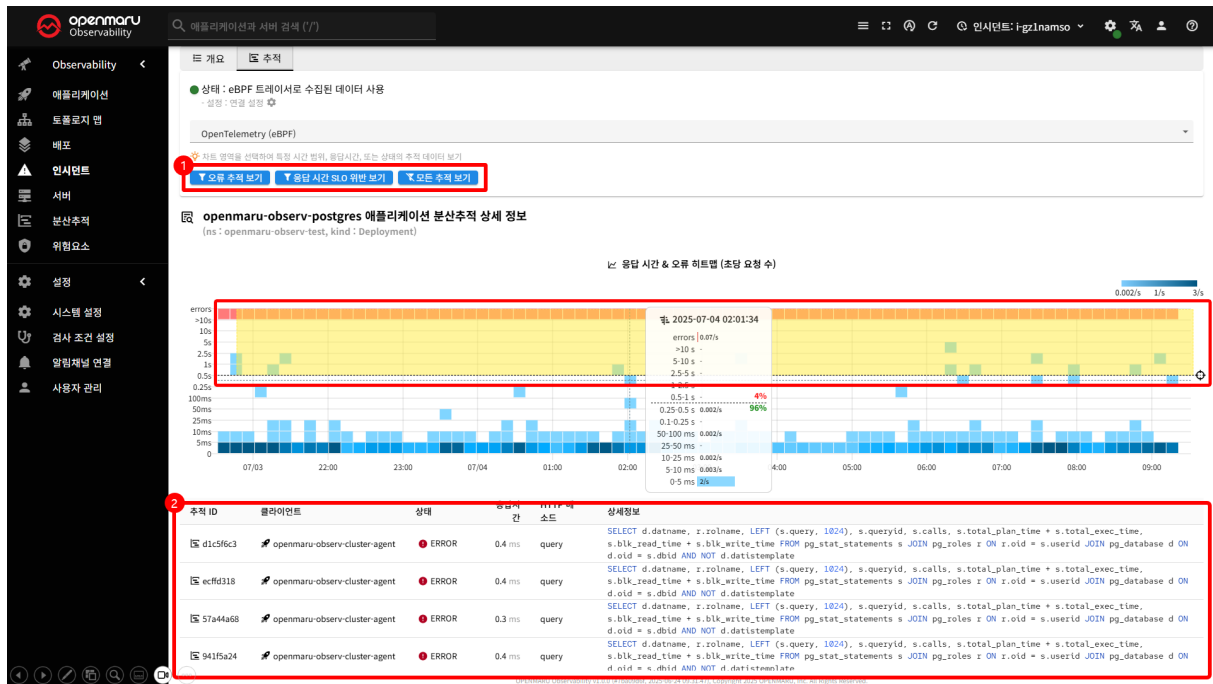 openmaru
Observability
애플리케이션과 서버 검색 ('/')
인시던트: i-gz1namso
Observability
애플리케이션
토폴로지 맵
배포
인시던트
서버
분산추적
위험요소
설정
시스템 설정
검사 조건 설정
알림채널 연결
사용자 관리
개요
추적
상태 : eBPF 트레이서로 수집된 데이터 사용
- 설정 : 연결 설정
OpenTelemetry (eBPF)
차트 영역을 선택하여 특정 시간 범위, 응답시간, 또는 상태의 추적 데이터 보기
1
오류 추적 보기
응답 시간 SLO 위반 보기
모든 추적 보기
openmaru-observ-postgres 애플리케이션 분산추적 상세 정보
(ns : openmaru-observ-test, kind : Deployment)
응답 시간 & 오류 히트맵 (초당 요청 수)
0.002/s 1/s 3/s
errors
>10s
10s
5s
2.5s
1s
0.5s
0.25s
100ms
50ms
25ms
10ms
5ms
0
2025-07-04 02:01:34
errors 0.07/s
>10 s -
5-10 s -
2.5-5 s -
1-2.5 s -
0.5-1 s - 4%
0.25-0.5 s 0.002/s 96%
0.1-0.25 s -
50-100 ms 0.002/s
25-50 ms -
10-25 ms 0.002/s
5-10 ms 0.003/s
0-5 ms 2/s
07/03 22:00 23:00 07/04 01:00 02:00 4:00 05:00 06:00 07:00 08:00 09:00
2
추적 ID 클라이언트 상태 응답시간 HTTP 메소드 상세정보
d1c5f6c3 openmaru-observ-cluster-agent ERROR 0.4 ms query
SELECT d.datname, r.rolname, LEFT (s.query, 1024), s.queryid, s.calls, s.total_plan_time + s.total_exec_time,
s.blk_read_time + s.blk_write_time FROM pg_stat_statements s JOIN pg_roles r ON r.oid = s.userid JOIN pg_database d ON
d.oid = s.dbid AND NOT d.datistemplate
ecffd318 openmaru-observ-cluster-agent ERROR 0.4 ms query
SELECT d.datname, r.rolname, LEFT (s.query, 1024), s.queryid, s.calls, s.total_plan_time + s.total_exec_time,
s.blk_read_time + s.blk_write_time FROM pg_stat_statements s JOIN pg_roles r ON r.oid = s.userid JOIN pg_database d ON
d.oid = s.dbid AND NOT d.datistemplate
57a44a68 openmaru-observ-cluster-agent ERROR 0.3 ms query
SELECT d.datname, r.rolname, LEFT (s.query, 1024), s.queryid, s.calls, s.total_plan_time + s.total_exec_time,
s.blk_read_time + s.blk_write_time FROM pg_stat_statements s JOIN pg_roles r ON r.oid = s.userid JOIN pg_database d ON
d.oid = s.dbid AND NOT d.datistemplate
941f5a24 openmaru-observ-cluster-agent ERROR 0.4 ms query
SELECT d.datname, r.rolname, LEFT (s.query, 1024), s.queryid, s.calls, s.total_plan_time + s.total_exec_time,
s.blk_read_time + s.blk_write_time FROM pg_stat_statements s JOIN pg_roles r ON r.oid = s.userid JOIN pg_database d ON
d.oid = s.dbid AND NOT d.datistemplate